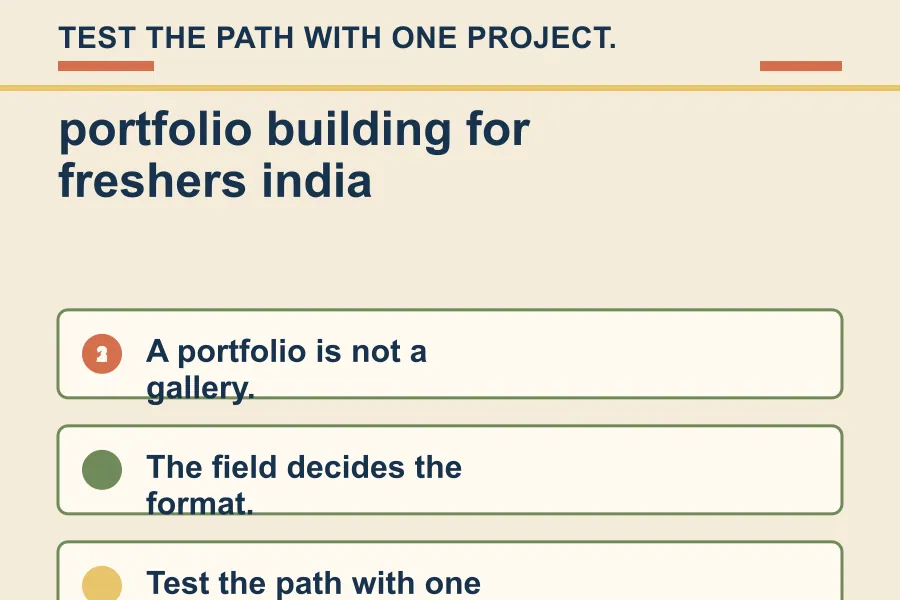 TEST THE PATH WITH ONE PROJECT.
portfolio building for
freshers india
A portfolio is not a
gallery.
The field decides the
format.
Test the path with one